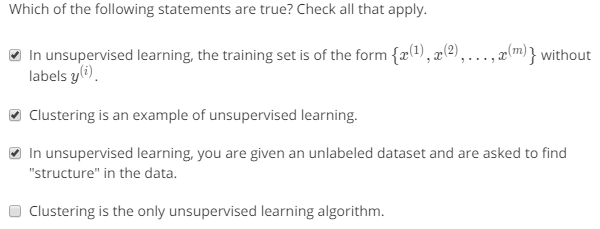 Which of the following statements are true? Check all that apply.
In unsupervised learning, the training set is of the form {x^(1), x^(2), . . . , x^(m)} without
labels y^(i).
Clustering is an example of unsupervised learning.
In unsupervised learning, you are given an unlabeled dataset and are asked to find
"structure" in the data.
Clustering is the only unsupervised learning algorithm.